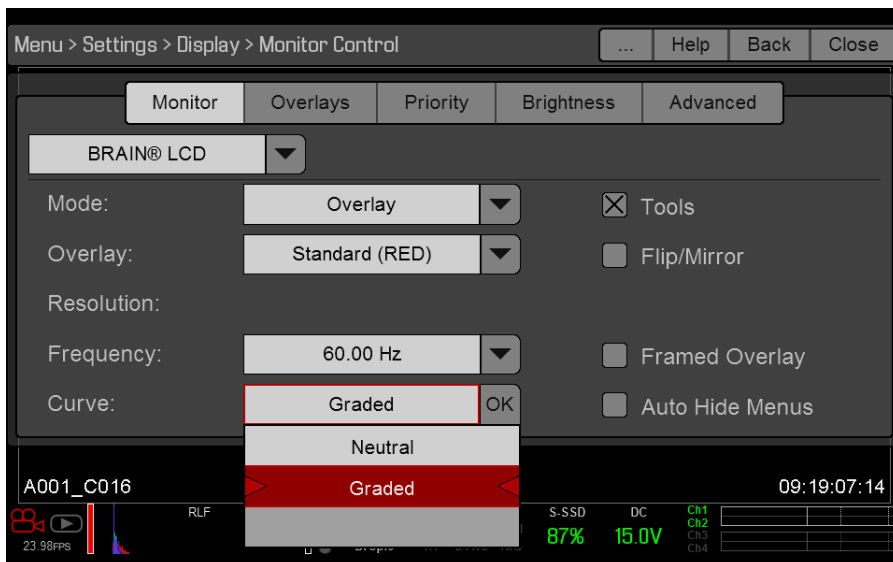 Menu > Settings > Display > Monitor Control ... Help Back Close
Monitor Overlays Priority Brightness Advanced
BRAIN® LCD
Mode: Overlay Tools
Overlay: Standard (RED) Flip/Mirror
Resolution:
Frequency: 60.00 Hz Framed Overlay
Curve: Graded OK Auto Hide Menus
Neutral
Graded
A001_C016 09:19:07:14
RLF S-SSD DC Ch1
87% 15.0V Ch2
Ch3
23.98FPS Ch4